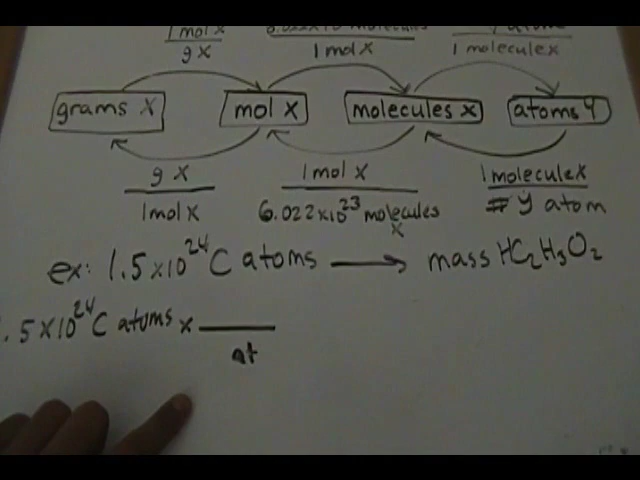 1 mol X
g X
1 mol X
1 molecule x
grams X
mol X
molecules X
atoms Y
g X
1 mol X
1 mol X
6.022x10^23 molecules X
1 molecule X
# y atom
ex: 1.5x10^24 C atoms → mass HC2H3O2
.5x10^24 C atoms x
at